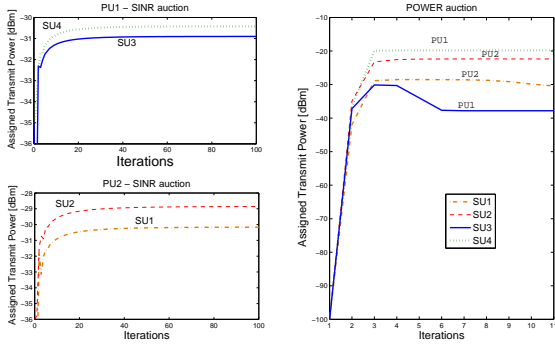 PU1 − SINR auction
Assigned Transmit Power [dBm]
−30
−31
−32
−33
−34
−35
−36
SU4
SU3
0
20
40
60
80
100
Iterations
PU2 − SINR auction
Assigned Transmit Power [dBm]
−28
−29
−30
−31
−32
−33
−34
−35
−36
SU2
SU1
0
20
40
60
80
100
Iterations
POWER auction
Assigned Transmit Power [dBm]
−10
−20
−30
−40
−50
−60
−70
−80
−90
−100
PU1
PU2
PU2
PU1
SU1
SU2
SU3
SU4
1
2
3
4
5
6
7
8
9
10
11
Iterations